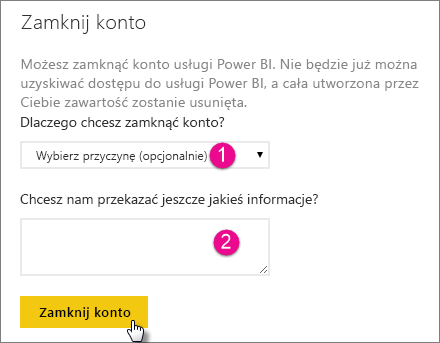 Zamknij konto
Możesz zamknąć konto usługi Power BI. Nie będzie już można
uzyskiwać dostępu do usługi Power BI, a cała utworzona przez
Ciebie zawartość zostanie usunięta.
Dlaczego chcesz zamknąć konto?
Wybierz przyczynę (opcjonalnie) 1
Chcesz nam przekazać jeszcze jakieś informacje?
2
Zamknij konto